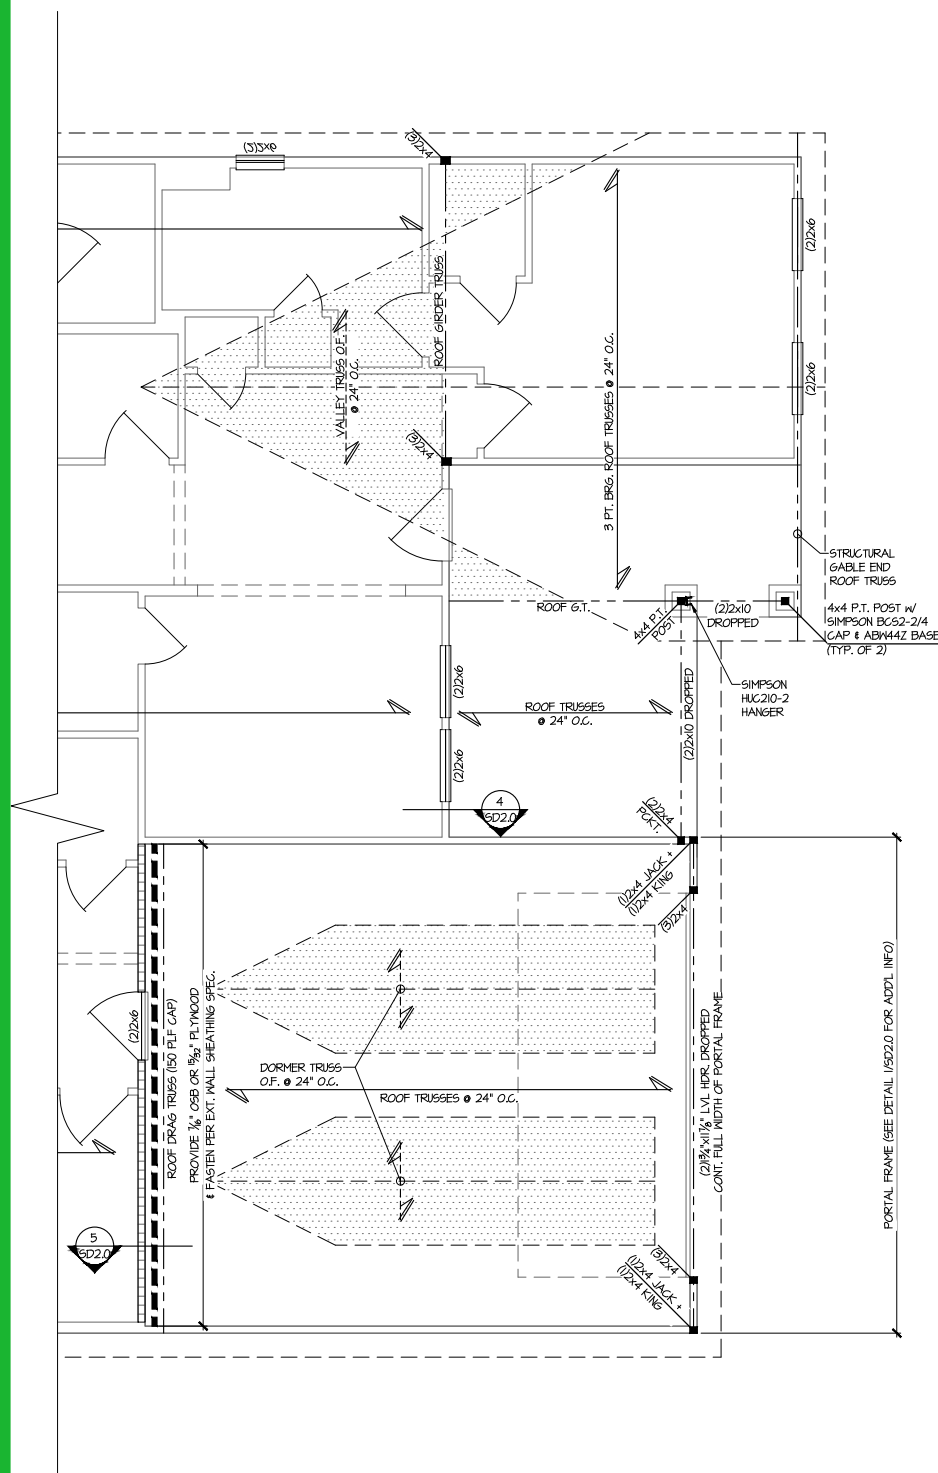 (2)2x6
(3)2x4
ROOF GIRDER TRUSS
VALLEY TRUSS O.F.
@ 24" O.C.
(3)2x4
3 PT. BRG. ROOF TRUSSES @ 24" O.C.
(2)2x6
(2)2x6
STRUCTURAL
GABLE END
ROOF TRUSS
ROOF G.T.
4x4 P.T.
POST
(2)2x10
DROPPED
4x4 P.T. POST W/
SIMPSON BCS2-2/4
CAP & ABW44Z BASE
(TYP. OF 2)
SIMPSON
HUC210-2
HANGER
(2)2x6
(2)2x6
ROOF TRUSSES
@ 24" O.C.
(2)2x10 DROPPED
4
SD2.0
(2)2x4
PCKT.
(1)2x4 JACK +
(1)2x4 KING
(3)2x4
(2)2x6
ROOF DRAG TRUSS (150 PLF CAP)
PROVIDE 7/16" OSB OR 15/32" PLYWOOD
& FASTEN PER EXT. WALL SHEATHING SPEC.
DORMER TRUSS
O.F. @ 24" O.C.
ROOF TRUSSES @ 24" O.C.
(2)1 3/4"x11 7/8" LVL HDR. DROPPED
CONT. FULL WIDTH OF PORTAL FRAME
PORTAL FRAME (SEE DETAIL 1/SD2.0 FOR ADD'L INFO)
5
SD2.0
(3)2x4
(1)2x4 JACK +
(1)2x4 KING